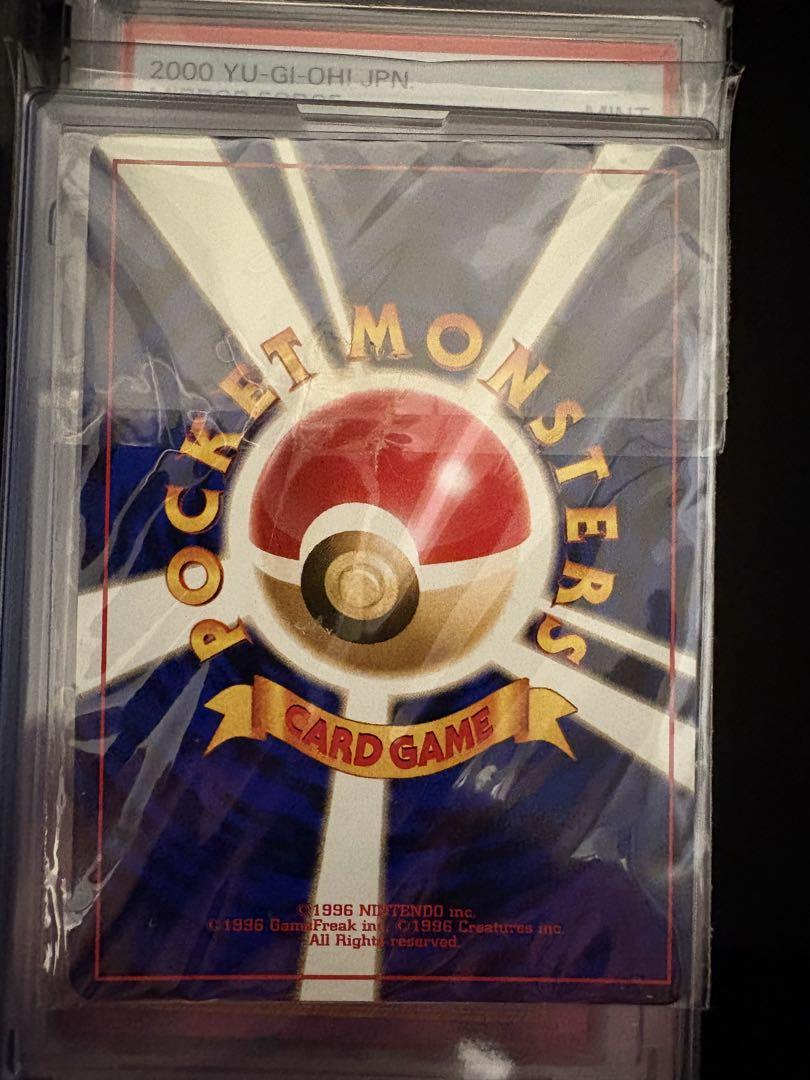 2000 YU-GI-OH! JPN.
MINT
POCKET MONSTERS
CARD GAME
©1996 NINTENDO inc.
©1996 GameFreak inc. ©1996 Creatures inc.
All Rights reserved.